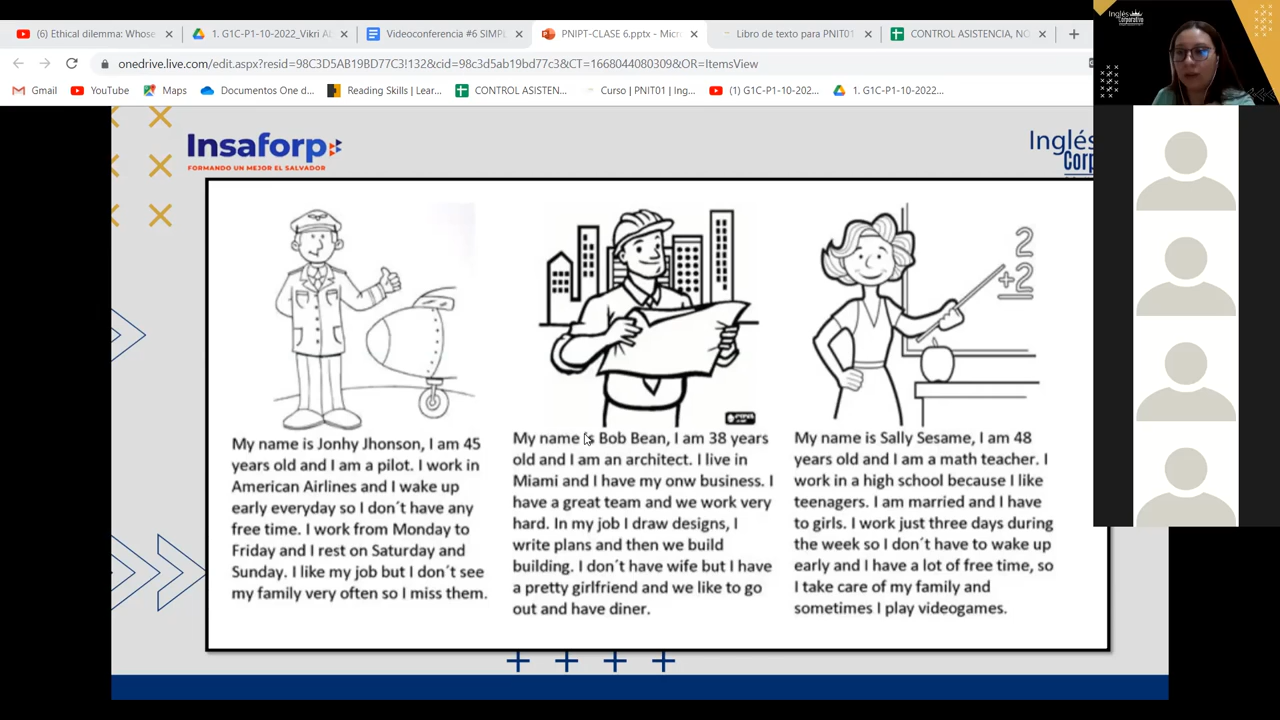 (6) Ethical dilemma: Whose
1. G1C-P1-10-2022_Vikri Al
Videoconferencia #6 SIMPL
PNIPT-CLASE 6.pptx - Micros
Libro de texto para PNIT01
CONTROL ASISTENCIA, NO
onedrive.live.com/edit.aspx?resid=98C3D5AB19BD77C3!132&cid=98c3d5ab19bd77c3&CT=1668044080309&OR=ItemsView
Gmail
YouTube
Maps
Documentos One d...
Reading Skills | Lear...
CONTROL ASISTEN...
Curso | PNIT01 | Ing...
(1) G1C-P1-10-202...
1. G1C-P1-10-2022...
Inglés
Corporativo
Insaforp
FORMANDO UN MEJOR EL SALVADOR
Inglés
Corp
2
+2
My name is Jonhy Jhonson, I am 45
years old and I am a pilot. I work in
American Airlines and I wake up
early everyday so I don´t have any
free time. I work from Monday to
Friday and I rest on Saturday and
Sunday. I like my job but I don´t see
my family very often so I miss them.
My name is Bob Bean, I am 38 years
old and I am an architect. I live in
Miami and I have my onw business. I
have a great team and we work very
hard. In my job I draw designs, I
write plans and then we build
building. I don´t have wife but I have
a pretty girlfriend and we like to go
out and have diner.
My name is Sally Sesame, I am 48
years old and I am a math teacher. I
work in a high school because I like
teenagers. I am married and I have
to girls. I work just three days during
the week so I don´t have to wake up
early and I have a lot of free time, so
I take care of my family and
sometimes I play videogames.